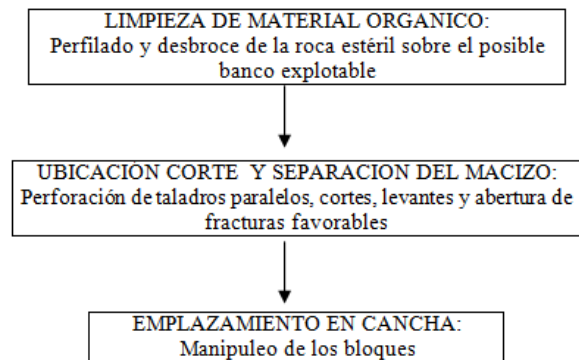 LIMPIEZA DE MATERIAL ORGANICO:
Perfilado y desbroce de la roca estéril sobre el posible
banco explotable
UBICACIÓN CORTE Y SEPARACION DEL MACIZO:
Perforación de taladros paralelos, cortes, levantes y abertura de
fracturas favorables
EMPLAZAMIENTO EN CANCHA:
Manipuleo de los bloques